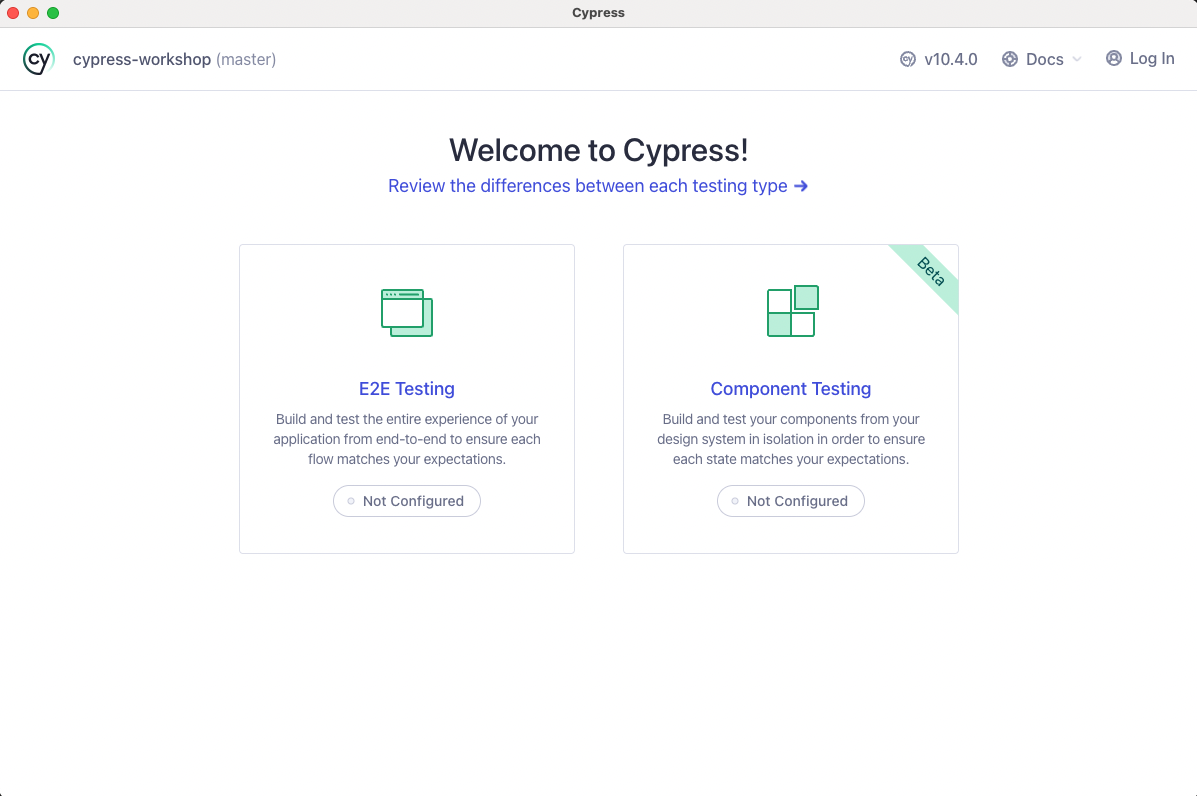 Cypress
cy cypress-workshop (master)
cy v10.4.0 Docs Log In
Welcome to Cypress!
Review the differences between each testing type →
Beta
E2E Testing
Build and test the entire experience of your
application from end-to-end to ensure each
flow matches your expectations.
Not Configured
Component Testing
Build and test your components from your
design system in isolation in order to ensure
each state matches your expectations.
Not Configured